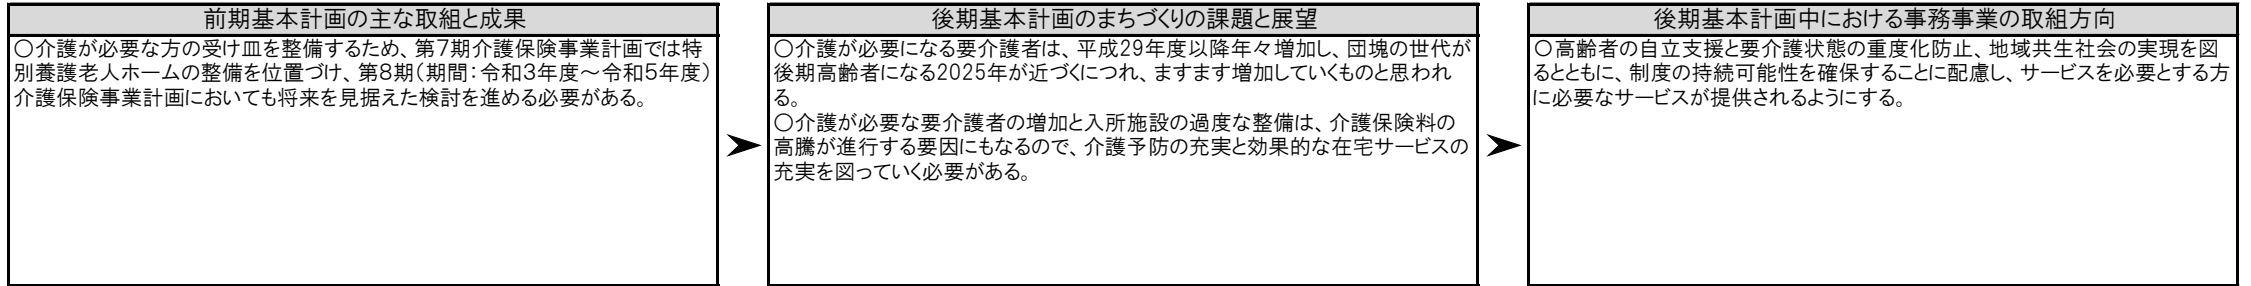 前期基本計画の主な取組と成果
○介護が必要な方の受け皿を整備するため、第7期介護保険事業計画では特
別養護老人ホームの整備を位置づけ、第8期(期間:令和3年度～令和5年度)
介護保険事業計画においても将来を見据えた検討を進める必要がある。
後期基本計画のまちづくりの課題と展望
○介護が必要になる要介護者は、平成29年度以降年々増加し、団塊の世代が
後期高齢者になる2025年が近づくにつれ、ますます増加していくものと思われ
る。
○介護が必要な要介護者の増加と入所施設の過度な整備は、介護保険料の
高騰が進行する要因にもなるので、介護予防の充実と効果的な在宅サービスの
充実を図っていく必要がある。
後期基本計画中における事務事業の取組方向
○高齢者の自立支援と要介護状態の重度化防止、地域共生社会の実現を図
るとともに、制度の持続可能性を確保することに配慮し、サービスを必要とする方
に必要なサービスが提供されるようにする。